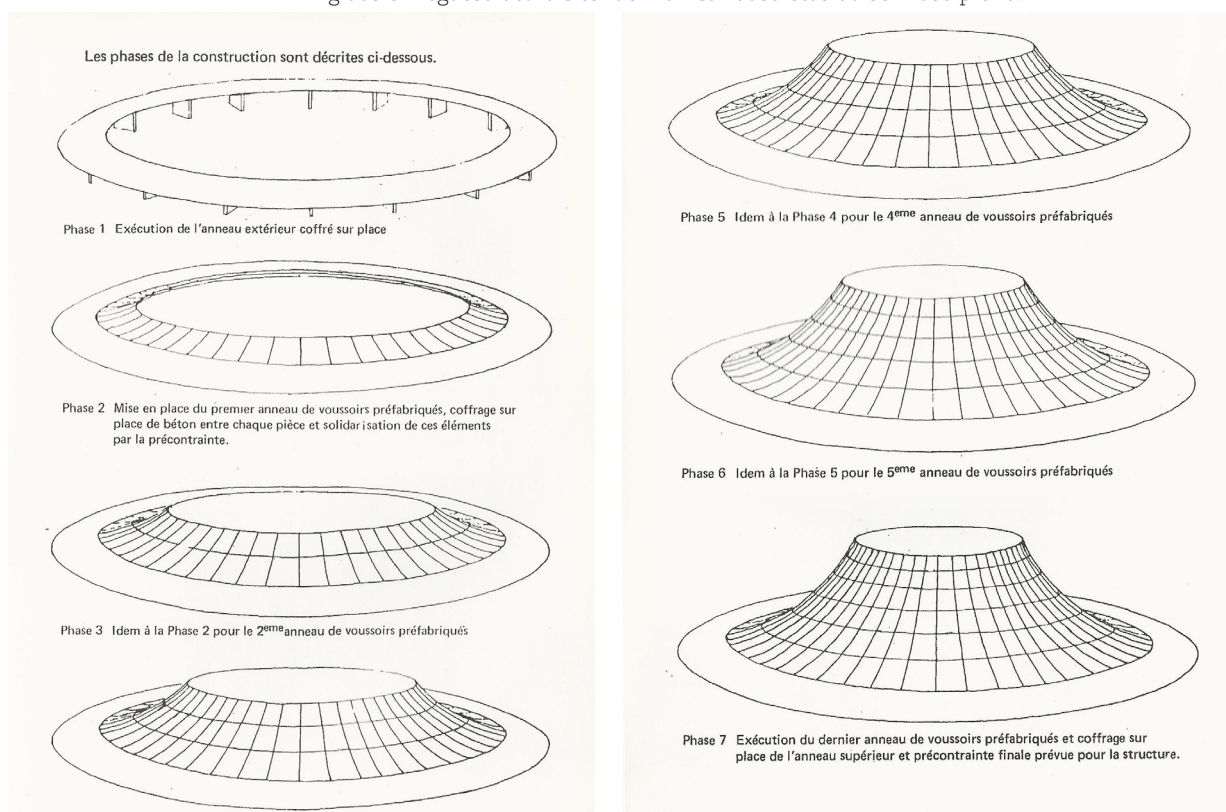 Les phases de la construction sont décrites ci-dessous.
Phase 1 Exécution de l'anneau extérieur coffré sur place
Phase 2 Mise en place du premier anneau de voussoirs préfabriqués, coffrage sur
place de béton entre chaque pièce et solidarisation de ces éléments
par la précontrainte.
Phase 3 Idem à la Phase 2 pour le 2eme anneau de voussoirs préfabriqués
Phase 5 Idem à la Phase 4 pour le 4eme anneau de voussoirs préfabriqués
Phase 6 Idem à la Phase 5 pour le 5eme anneau de voussoirs préfabriqués
Phase 7 Exécution du dernier anneau de voussoirs préfabriqués et coffrage sur
place de l'anneau supérieur et précontrainte finale prévue pour la structure.